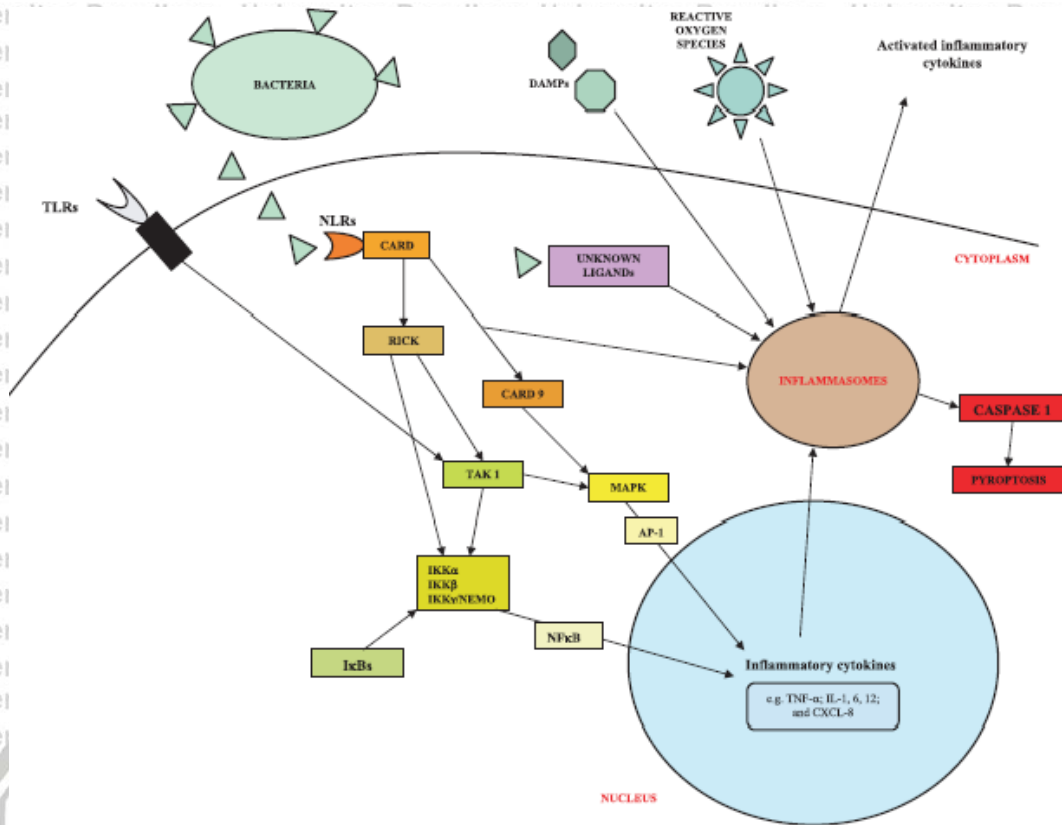 REACTIVE
OXYGEN
SPECIES
Activated inflammatory
cytokines
BACTERIA
DAMPs
TLRs
NLRs
CARD
UNKNOWN
LIGANDs
CYTOPLASM
RICK
INFLAMMASOMES
CARD 9
CASPASE 1
TAK 1
MAPK
PYROPTOSIS
AP-1
IKKα
IKKβ
IKKγ/NEMO
NFκB
IκBs
Inflammatory cytokines
e.g. TNF-α; IL-1, 6, 12;
and CXCL-8
NUCLEUS